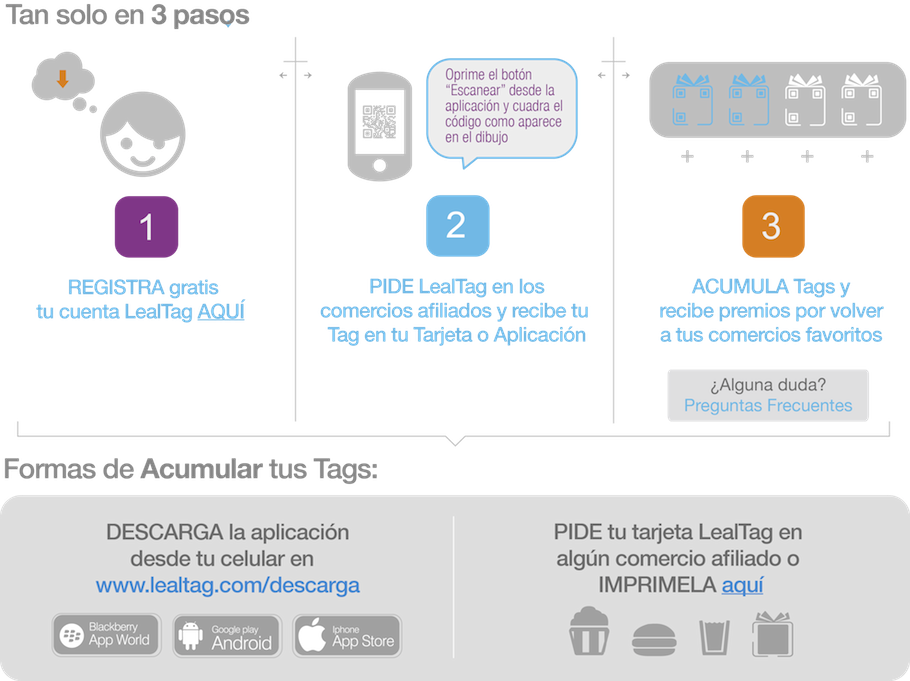 Tan solo en 3 pasos
Oprime el botón
"Escanear" desde la
aplicación y cuadra el
código como aparece
en el dibujo
1
REGISTRA gratis
tu cuenta LealTag AQUÍ
2
PIDE LealTag en los
comercios afiliados y recibe tu
Tag en tu Tarjeta o Aplicación
3
ACUMULA Tags y
recibe premios por volver
a tus comercios favoritos
¿Alguna duda?
Preguntas Frecuentes
Formas de Acumular tus Tags:
DESCARGA la aplicación
desde tu celular en
www.lealtag.com/descarga
Blackberry
App World
Google play
Android
Iphone
App Store
PIDE tu tarjeta LealTag en
algún comercio afiliado o
IMPRIMELA aquí